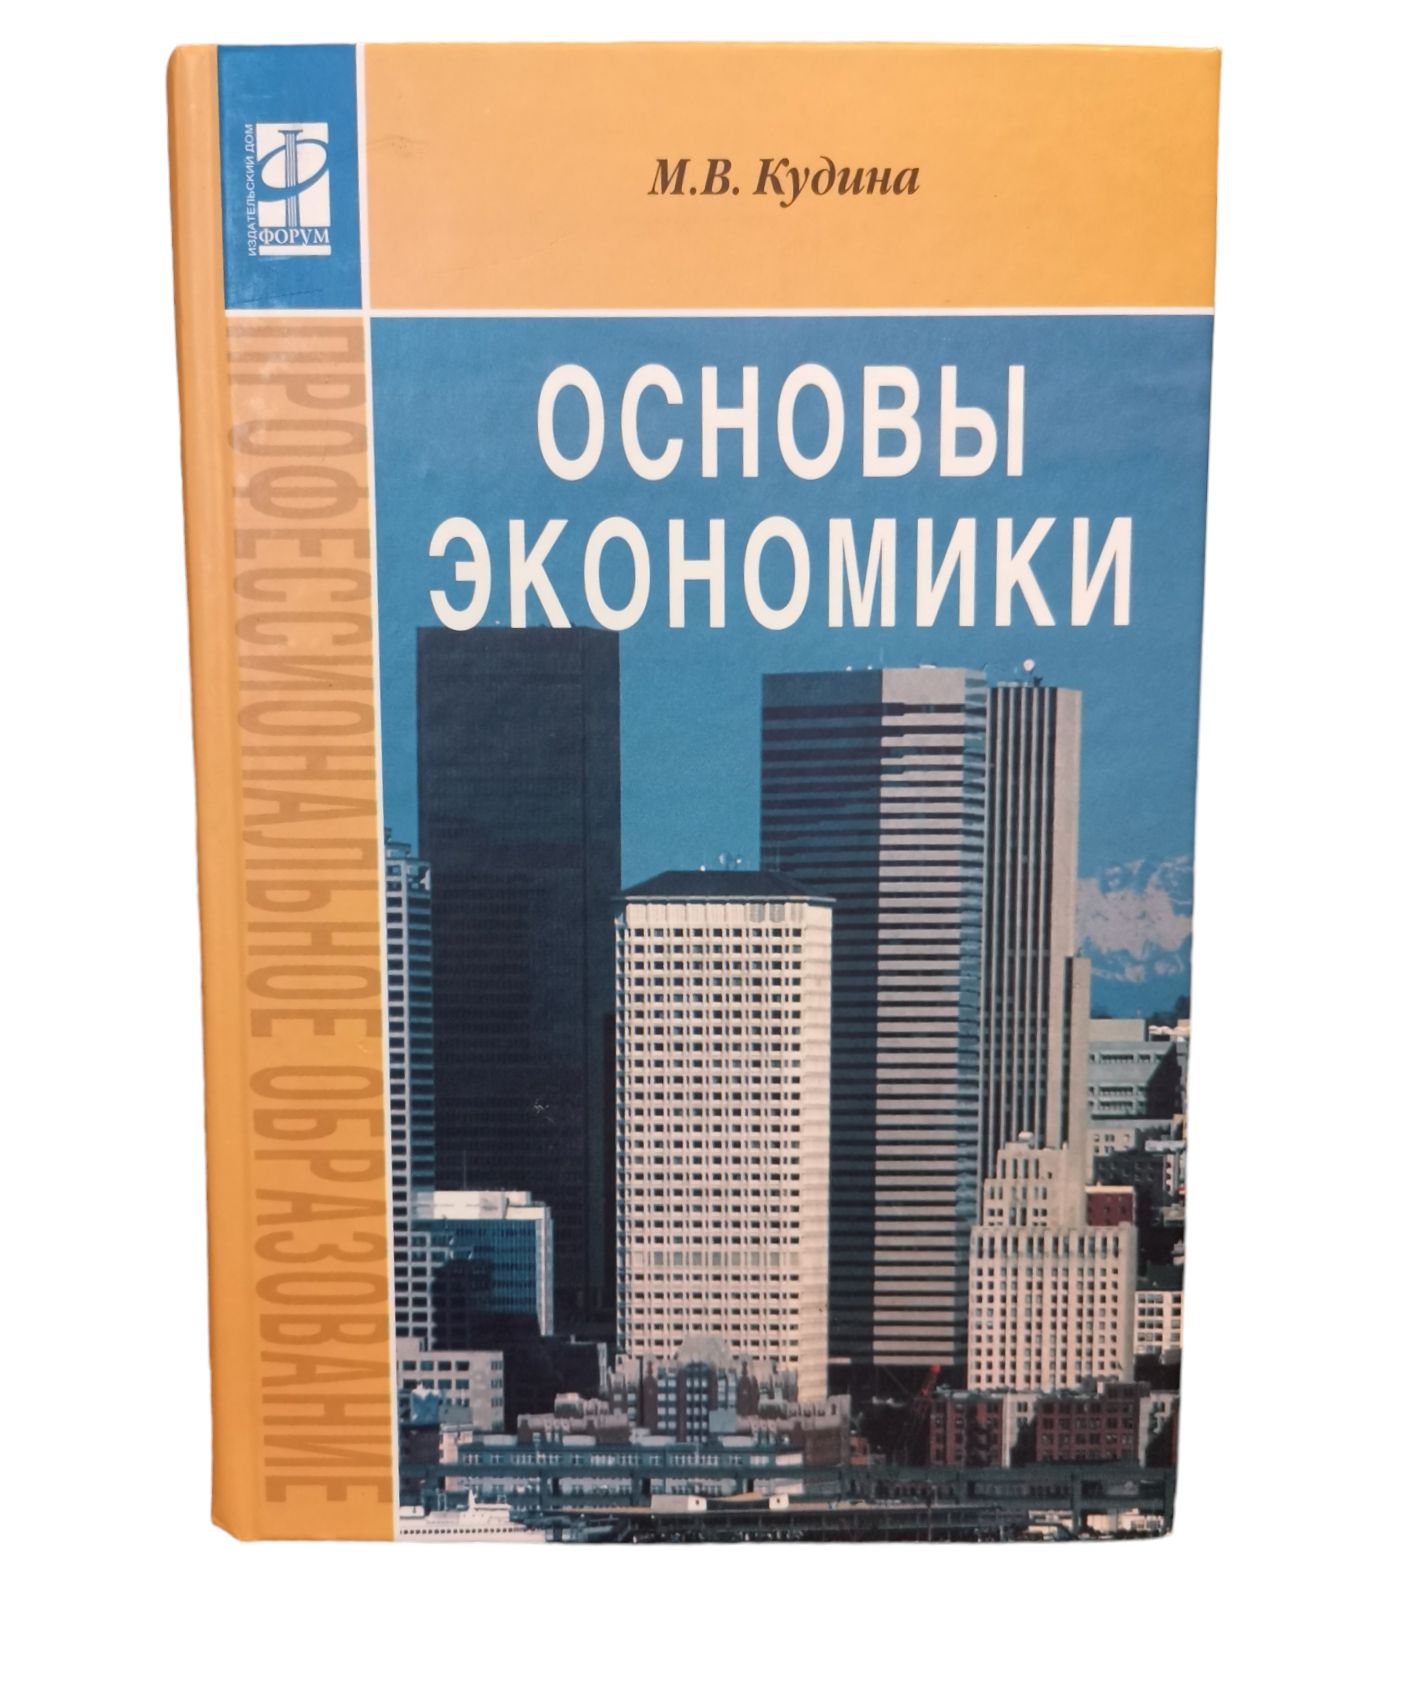 ИЗДАТЕЛЬСКИЙ ДОМ
ФОРУМ
М.В. Кудина
ОСНОВЫ
ЭКОНОМИКИ
ПРОФЕССИОНАЛЬНОЕ ОБРАЗОВАНИЕ